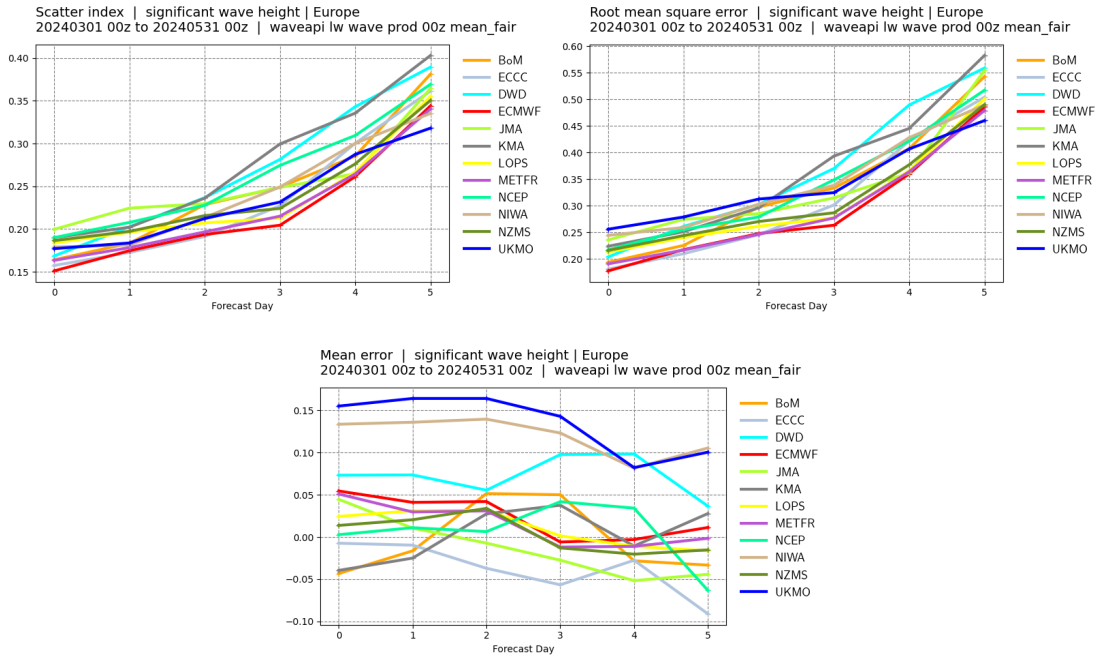 Scatter index | significant wave height | Europe
20240301 00z to 20240531 00z | waveapi lw wave prod 00z mean_fair
0.40
0.35
0.30
0.25
0.20
0.15
0
1
2
3
4
5
Forecast Day
BoM
ECCC
DWD
ECMWF
JMA
KMA
LOPS
METFR
NCEP
NIWA
NZMS
UKMO
Root mean square error | significant wave height | Europe
20240301 00z to 20240531 00z | waveapi lw wave prod 00z mean_fair
0.60
0.55
0.50
0.45
0.40
0.35
0.30
0.25
0.20
0
1
2
3
4
5
Forecast Day
BoM
ECCC
DWD
ECMWF
JMA
KMA
LOPS
METFR
NCEP
NIWA
NZMS
UKMO
Mean error | significant wave height | Europe
20240301 00z to 20240531 00z | waveapi lw wave prod 00z mean_fair
0.15
0.10
0.05
0.00
−0.05
−0.10
0
1
2
3
4
5
Forecast Day
BoM
ECCC
DWD
ECMWF
JMA
KMA
LOPS
METFR
NCEP
NIWA
NZMS
UKMO